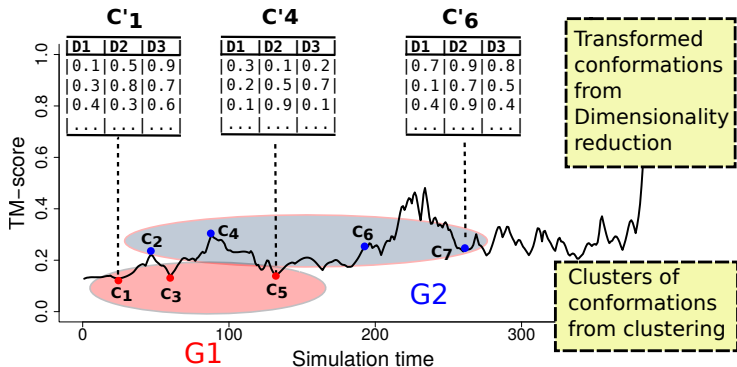 C'1 C'4 C'6
D1 D2 D3 D1 D2 D3 D1 D2 D3
|0.1|0.5|0.9| |0.3|0.1|0.2| |0.7|0.9|0.8|
|0.3|0.8|0.7| |0.2|0.5|0.7| |0.1|0.7|0.5|
|0.4|0.3|0.6| |0.1|0.9|0.1| |0.4|0.9|0.4|
|...|...|...| |...|...|...| |...|...|...|
Transformed
conformations
from
Dimensionality
reduction
TM-score
1.0
0.8
0.6
0.4
0.2
0.0
C2 C4 C6 C7
C1 C3 C5
G2
Clusters of
conformations
from clustering
0 100 200 300
G1
Simulation time